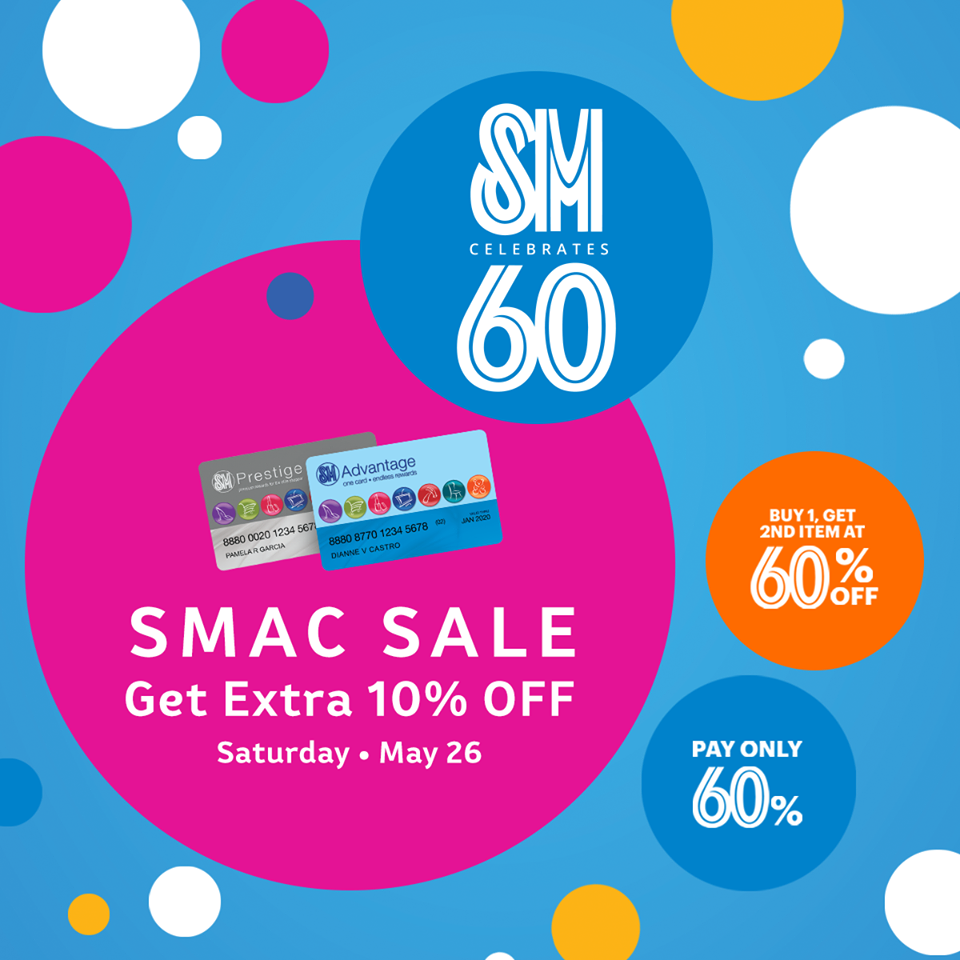 SM
CELEBRATES
60
SM Prestige
SM Advantage
one card • endless rewards
8880 0020 1234 567
PAMELA R GARCIA
8880 8770 1234 5678
JAN 2020
DIANNE V CASTRO
SMAC SALE
Get Extra 10% OFF
Saturday • May 26
BUY 1, GET
2ND ITEM AT
60%
OFF
PAY ONLY
60%